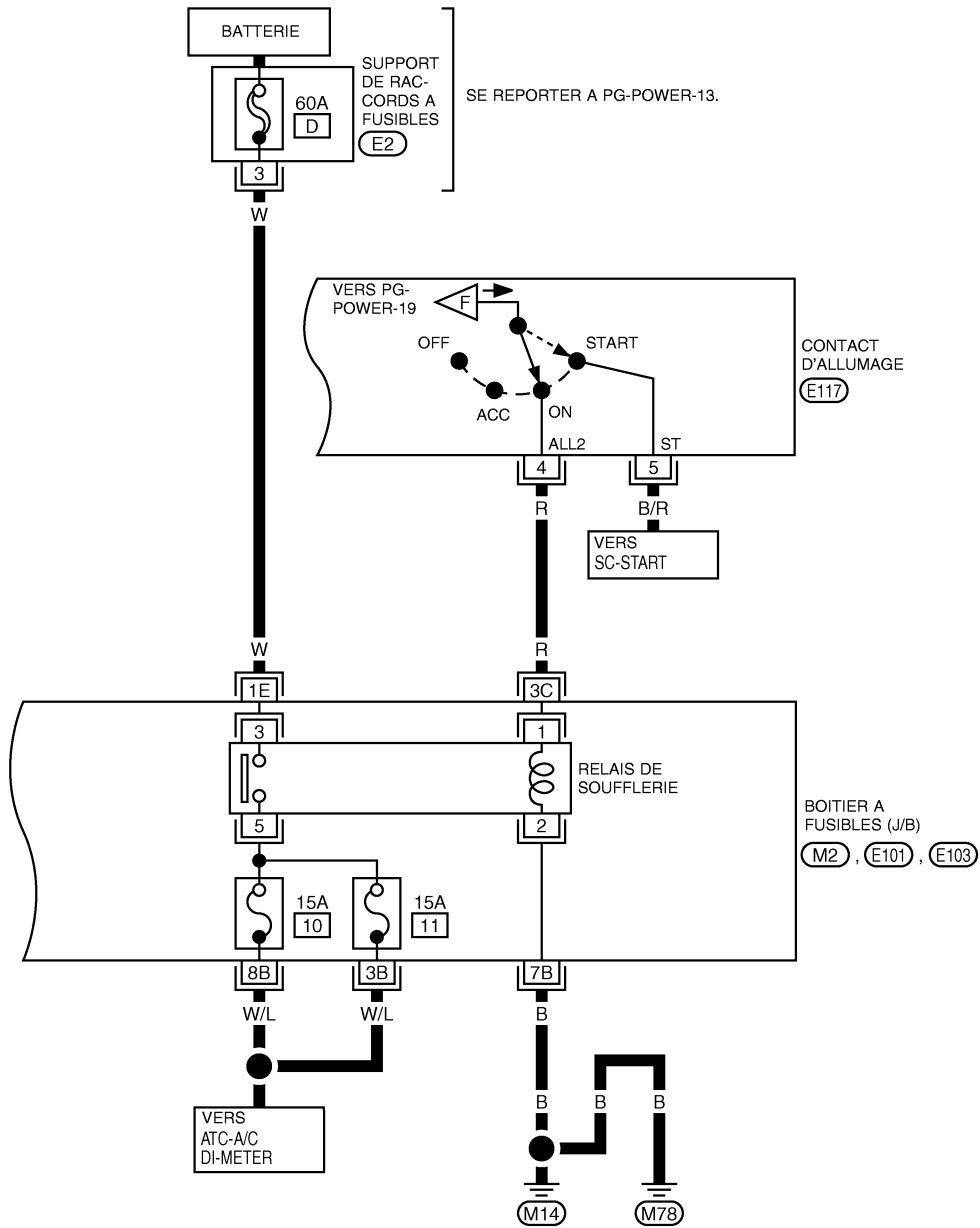 BATTERIE
SUPPORT
DE RAC-
CORDS A
FUSIBLES
E2
60A
D
3
SE REPORTER A PG-POWER-13.
W
VERS PG-
POWER-19
F
OFF
START
ACC
ON
ALL2
ST
CONTACT
D'ALLUMAGE
E117
4
5
R
B/R
VERS
SC-START
W
R
1E
3C
3
1
RELAIS DE
SOUFFLERIE
5
2
BOITIER A
FUSIBLES (J/B)
M2 , E101 , E103
15A
10
15A
11
8B
3B
7B
W/L
W/L
B
B
B
B
VERS
ATC-A/C
DI-METER
M14
M78